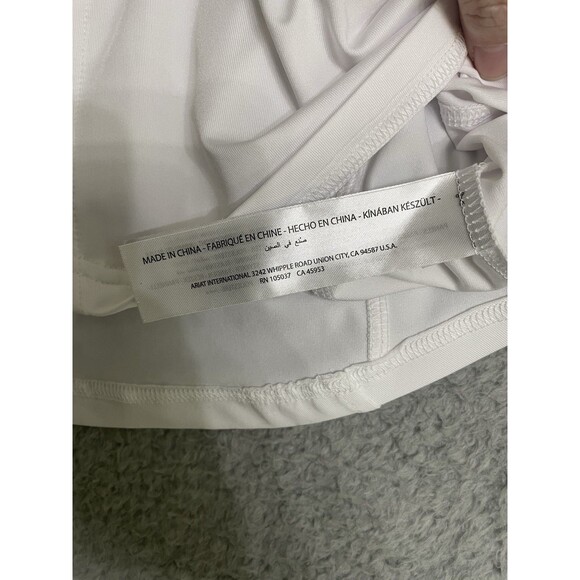 MADE IN CHINA - FABRIQUÉ EN CHINE - HECHO EN CHINA - KÍNÁBAN KÉSZÜLT -
صنع في الصين
ARIAT INTERNATIONAL 3242 WHIPPLE ROAD UNION CITY, CA 94587 U.S.A.
RN 105037 CA 45953